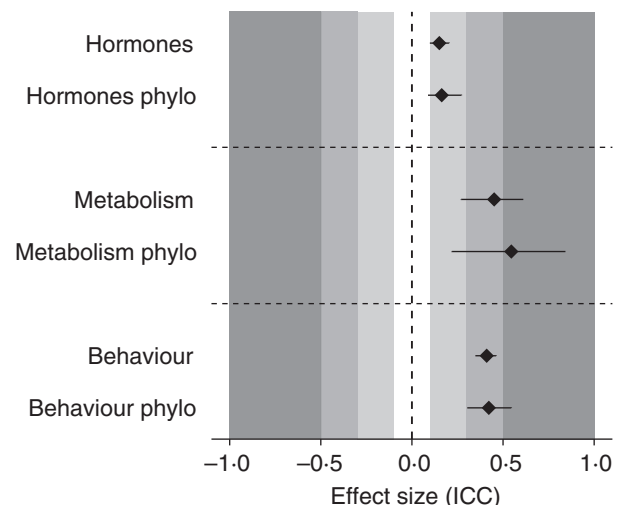 Hormones
Hormones phylo
Metabolism
Metabolism phylo
Behaviour
Behaviour phylo
–1·0 –0·5 0·0 0·5 1·0
Effect size (ICC)